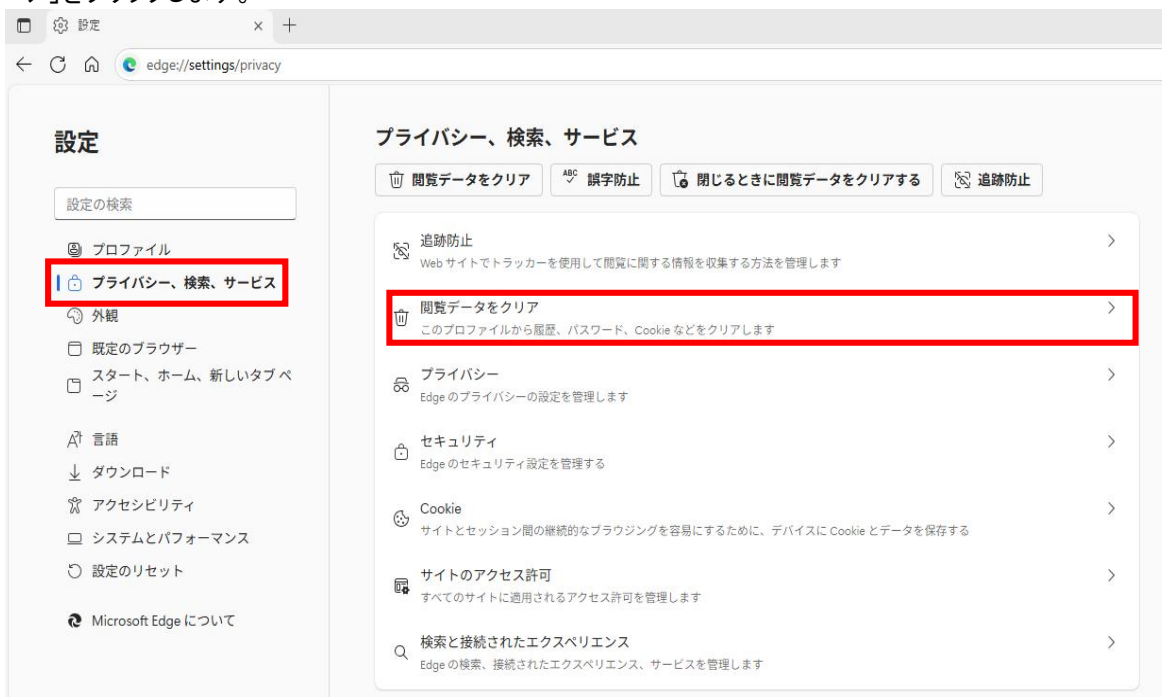 設定
edge://settings/privacy
設定
設定の検索
プロファイル
プライバシー、検索、サービス
外観
既定のブラウザー
スタート、ホーム、新しいタブ ペ
ージ
言語
ダウンロード
アクセシビリティ
システムとパフォーマンス
設定のリセット
Microsoft Edge について
プライバシー、検索、サービス
閲覧データをクリア
ABC 誤字防止
閉じるときに閲覧データをクリアする
追跡防止
追跡防止
Web サイトでトラッカーを使用して閲覧に関する情報を収集する方法を管理します
閲覧データをクリア
このプロファイルから履歴、パスワード、Cookie などをクリアします
プライバシー
Edge のプライバシーの設定を管理します
セキュリティ
Edge のセキュリティ設定を管理する
Cookie
サイトとセッション間の継続的なブラウジングを容易にするために、デバイスに Cookie とデータを保存する
サイトのアクセス許可
すべてのサイトに適用されるアクセス許可を管理します
検索と接続されたエクスペリエンス
Edge の検索、接続されたエクスペリエンス、サービスを管理します